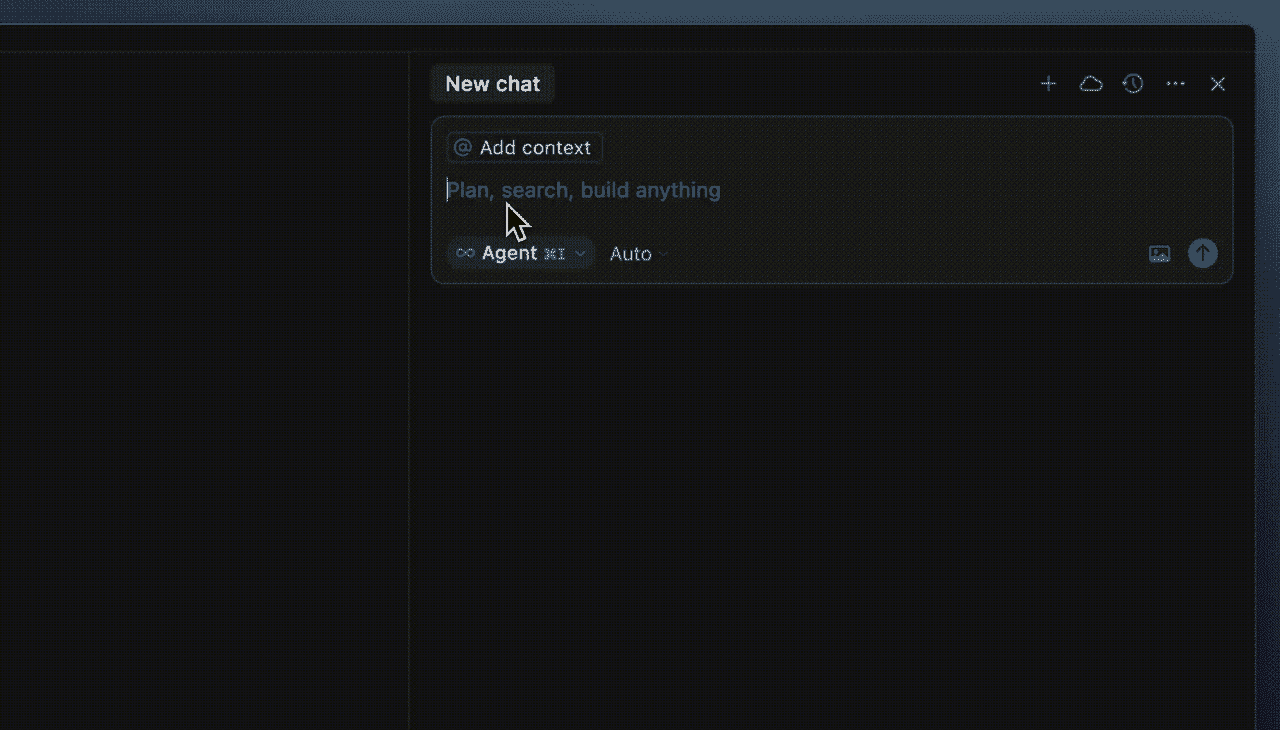 New chat
@ Add context
Plan, search, build anything
Agent ⌘I Auto